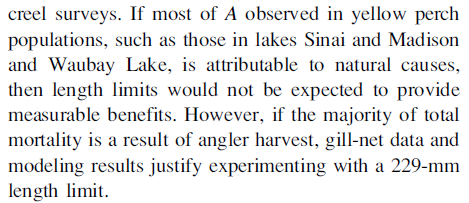 creel surveys. If most of A observed in yellow perch
populations, such as those in lakes Sinai and Madison
and Waubay Lake, is attributable to natural causes,
then length limits would not be expected to provide
measurable benefits. However, if the majority of total
mortality is a result of angler harvest, gill-net data and
modeling results justify experimenting with a 229-mm
length limit.